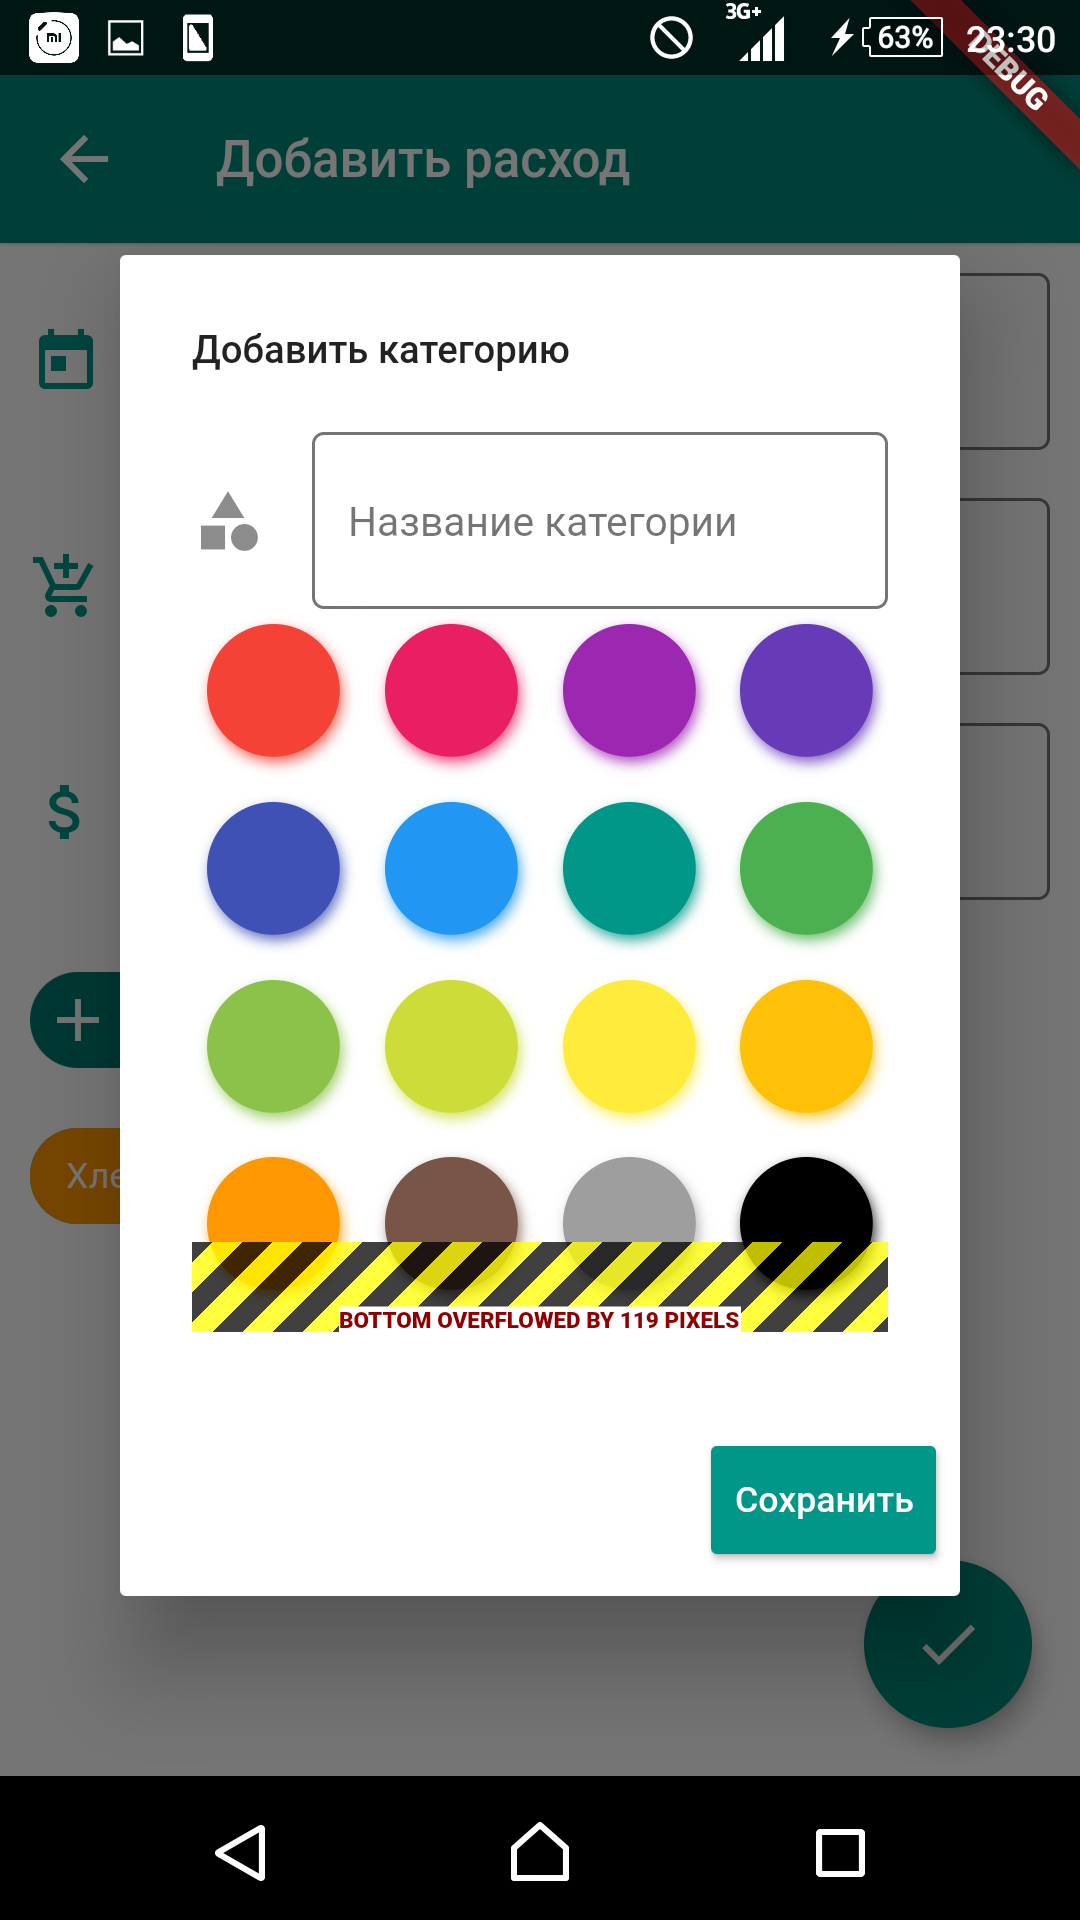 3G+
63%
23:30
DEBUG
Добавить расход
Добавить категорию
Название категории
Хле
BOTTOM OVERFLOWED BY 119 PIXELS
Сохранить